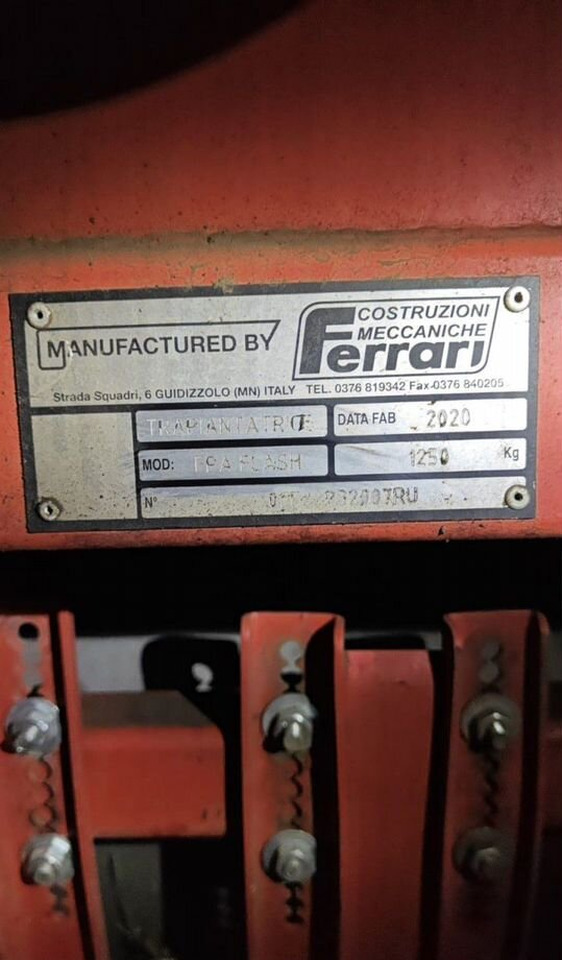 MANUFACTURED BY
COSTRUZIONI
MECCANICHE
Ferrari
Strada Squadri, 6 GUIDIZZOLO (MN) ITALY TEL. 0376 819342 Fax 0376 840205
TRAPIANTATRICE DATA FAB 2020
MOD: FPA FLASH 1250 Kg
N°